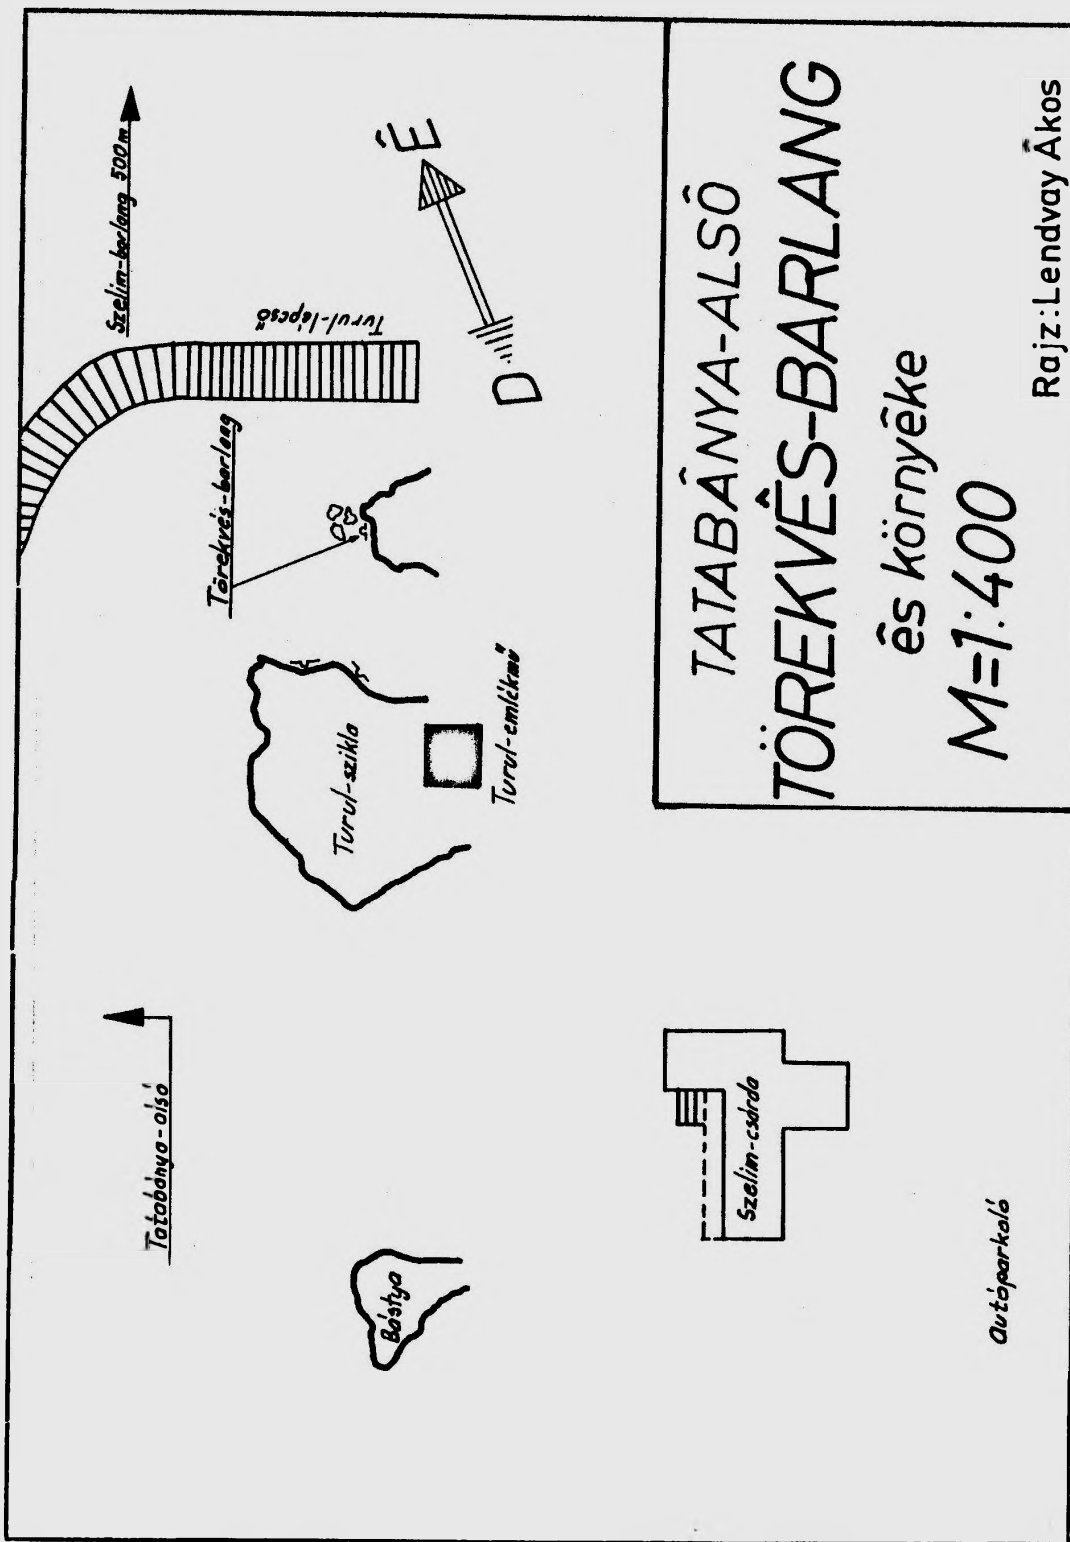 Tatabánya-alsó
Szelim-barlang 500m
Turul-lépcső
Törekvés-barlang
É
D
Turul-szikla
Turul-emlékmű
Bástya
Szelim-csárda
autóparkoló
TATABÁNYA-ALSÓ
TÖREKVÉS-BARLANG
és környéke
M=1:400
Rajz:Lendvay Ákos